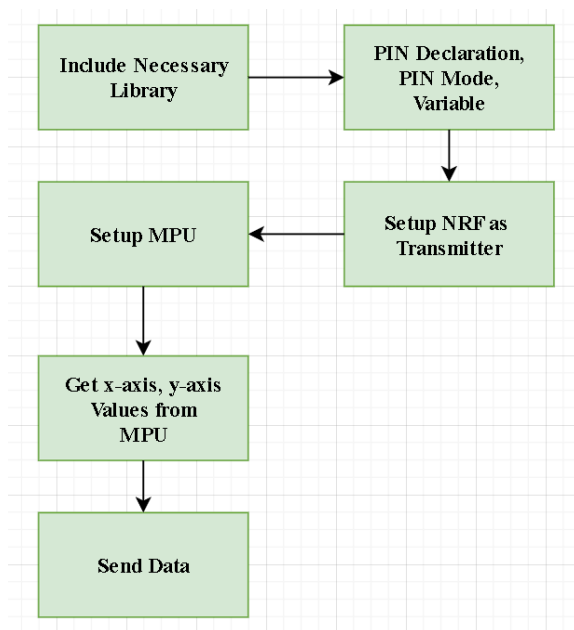 Include Necessary
Library
PIN Declaration,
PIN Mode,
Variable
Setup NRF as
Transmitter
Setup MPU
Get x-axis, y-axis
Values from
MPU
Send Data